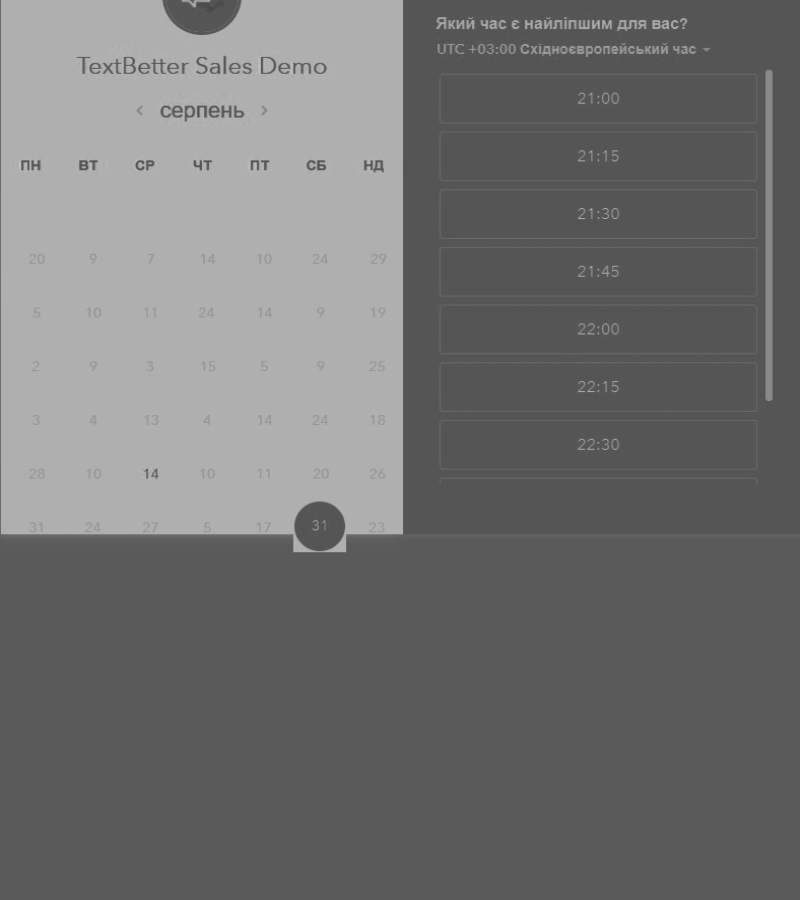 TextBetter Sales Demo
‹ серпень ›
ПН ВТ СР ЧТ ПТ СБ НД
20 9 7 14 10 24 29
5 10 11 24 14 9 19
2 9 3 15 5 9 25
3 4 13 4 14 24 18
28 10 14 10 11 20 26
31 24 27 5 17 31 23
Який час є найліпшим для вас?
UTC +03:00 Східноєвропейський час
21:00
21:15
21:30
21:45
22:00
22:15
22:30